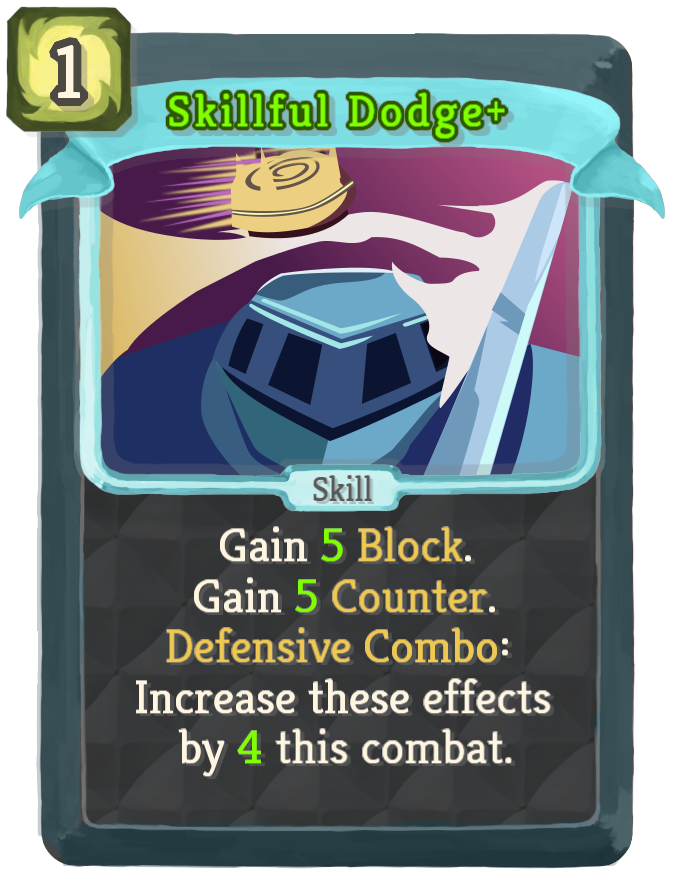 1
Skillful Dodge+
Skill
Gain 5 Block.
Gain 5 Counter.
Defensive Combo:
Increase these effects
by 4 this combat.